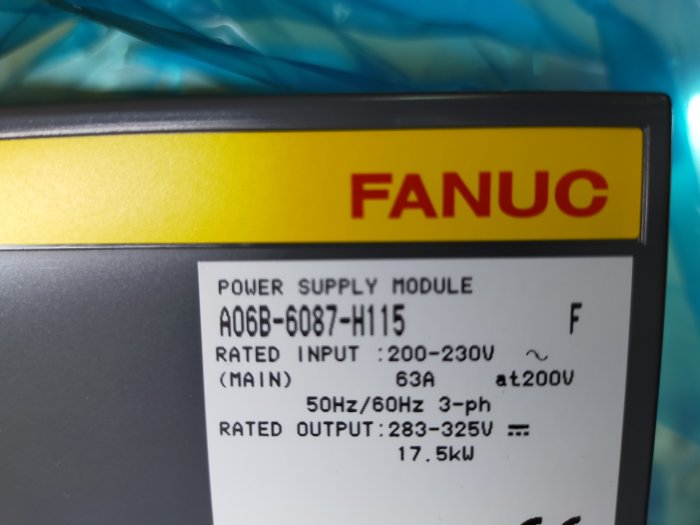 FANUC
POWER SUPPLY MODULE
A06B-6087-H115 F
RATED INPUT :200-230V ～
(MAIN) 63A at200V
50Hz/60Hz 3-ph
RATED OUTPUT:283-325V ⎓
17.5kW